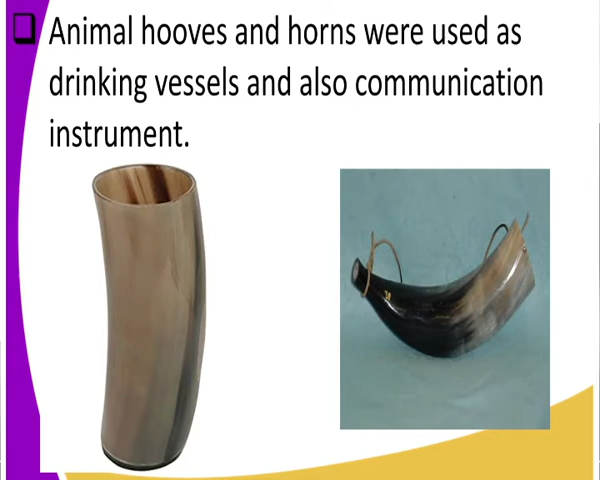 Animal hooves and horns were used as
drinking vessels and also communication
instrument.